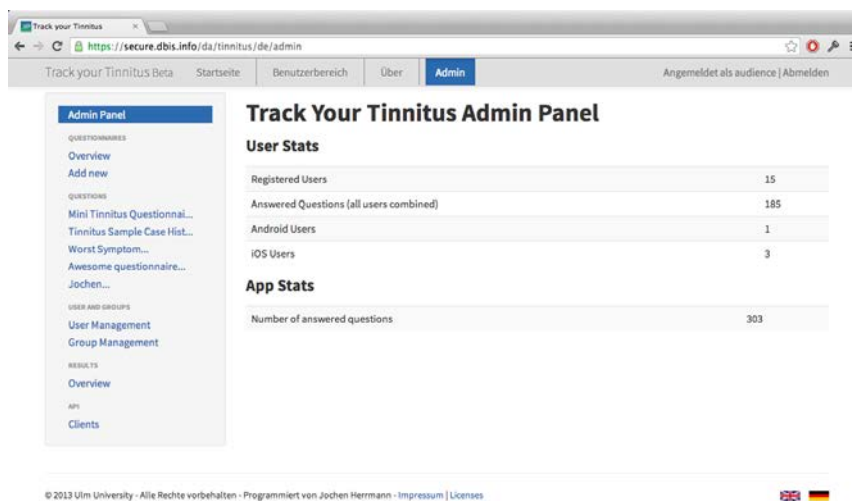 Track your Tinnitus
https://secure.dbis.info/da/tinnitus/de/admin
Track your Tinnitus Beta Startseite Benutzerbereich Über Admin Angemeldet als audience | Abmelden
Admin Panel
QUESTIONNAIRES
Overview
Add new
QUESTIONS
Mini Tinnitus Questionnai...
Tinnitus Sample Case Hist...
Worst Symptom...
Awesome questionnaire...
Jochen...
USER AND GROUPS
User Management
Group Management
RESULTS
Overview
API
Clients
Track Your Tinnitus Admin Panel
User Stats
Registered Users 15
Answered Questions (all users combined) 185
Android Users 1
iOS Users 3
App Stats
Number of answered questions 303
© 2013 Ulm University - Alle Rechte vorbehalten - Programmiert von Jochen Herrmann - Impressum | Licenses